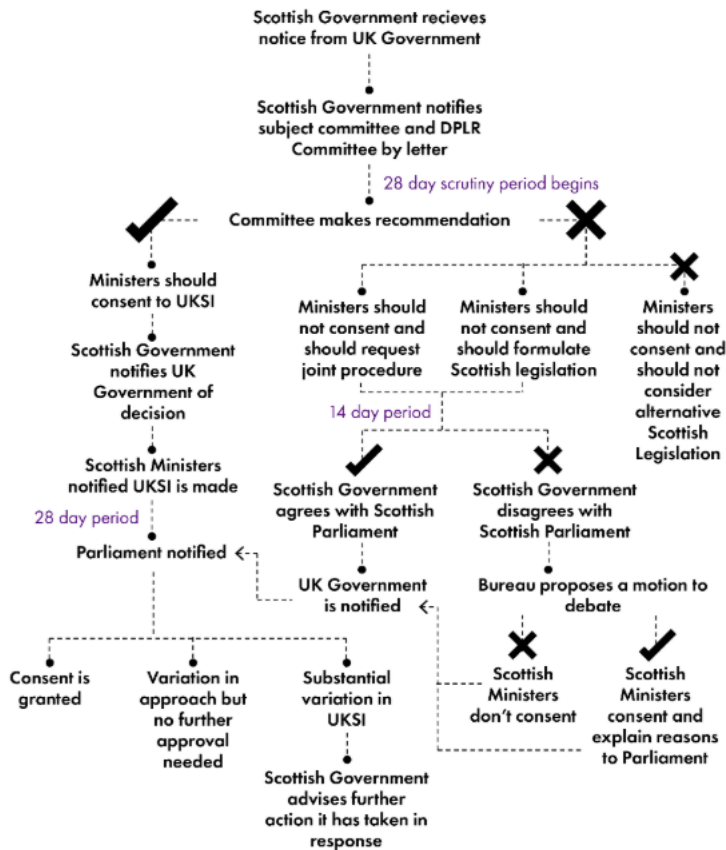 Scottish Government recieves
notice from UK Government
Scottish Government notifies
subject committee and DPLR
Committee by letter
28 day scrutiny period begins
Committee makes recommendation
Ministers should
consent to UKSI
Scottish Government
notifies UK
Government of
decision
Scottish Ministers
notified UKSI is made
28 day period
Parliament notified
Consent is
granted
Variation in
approach but
no further
approval
needed
Substantial
variation in
UKSI
Scottish Government
advises further
action it has taken in
response
Ministers should
not consent and
should request
joint procedure
Ministers should
not consent and
should formulate
Scottish legislation
Ministers
should not
consent and
should not
consider
alternative
Scottish
Legislation
14 day period
Scottish Government
agrees with Scottish
Parliament
UK Government
is notified
Scottish Government
disagrees with
Scottish Parliament
Bureau proposes a motion to
debate
Scottish
Ministers
don't consent
Scottish
Ministers
consent and
explain reasons
to Parliament